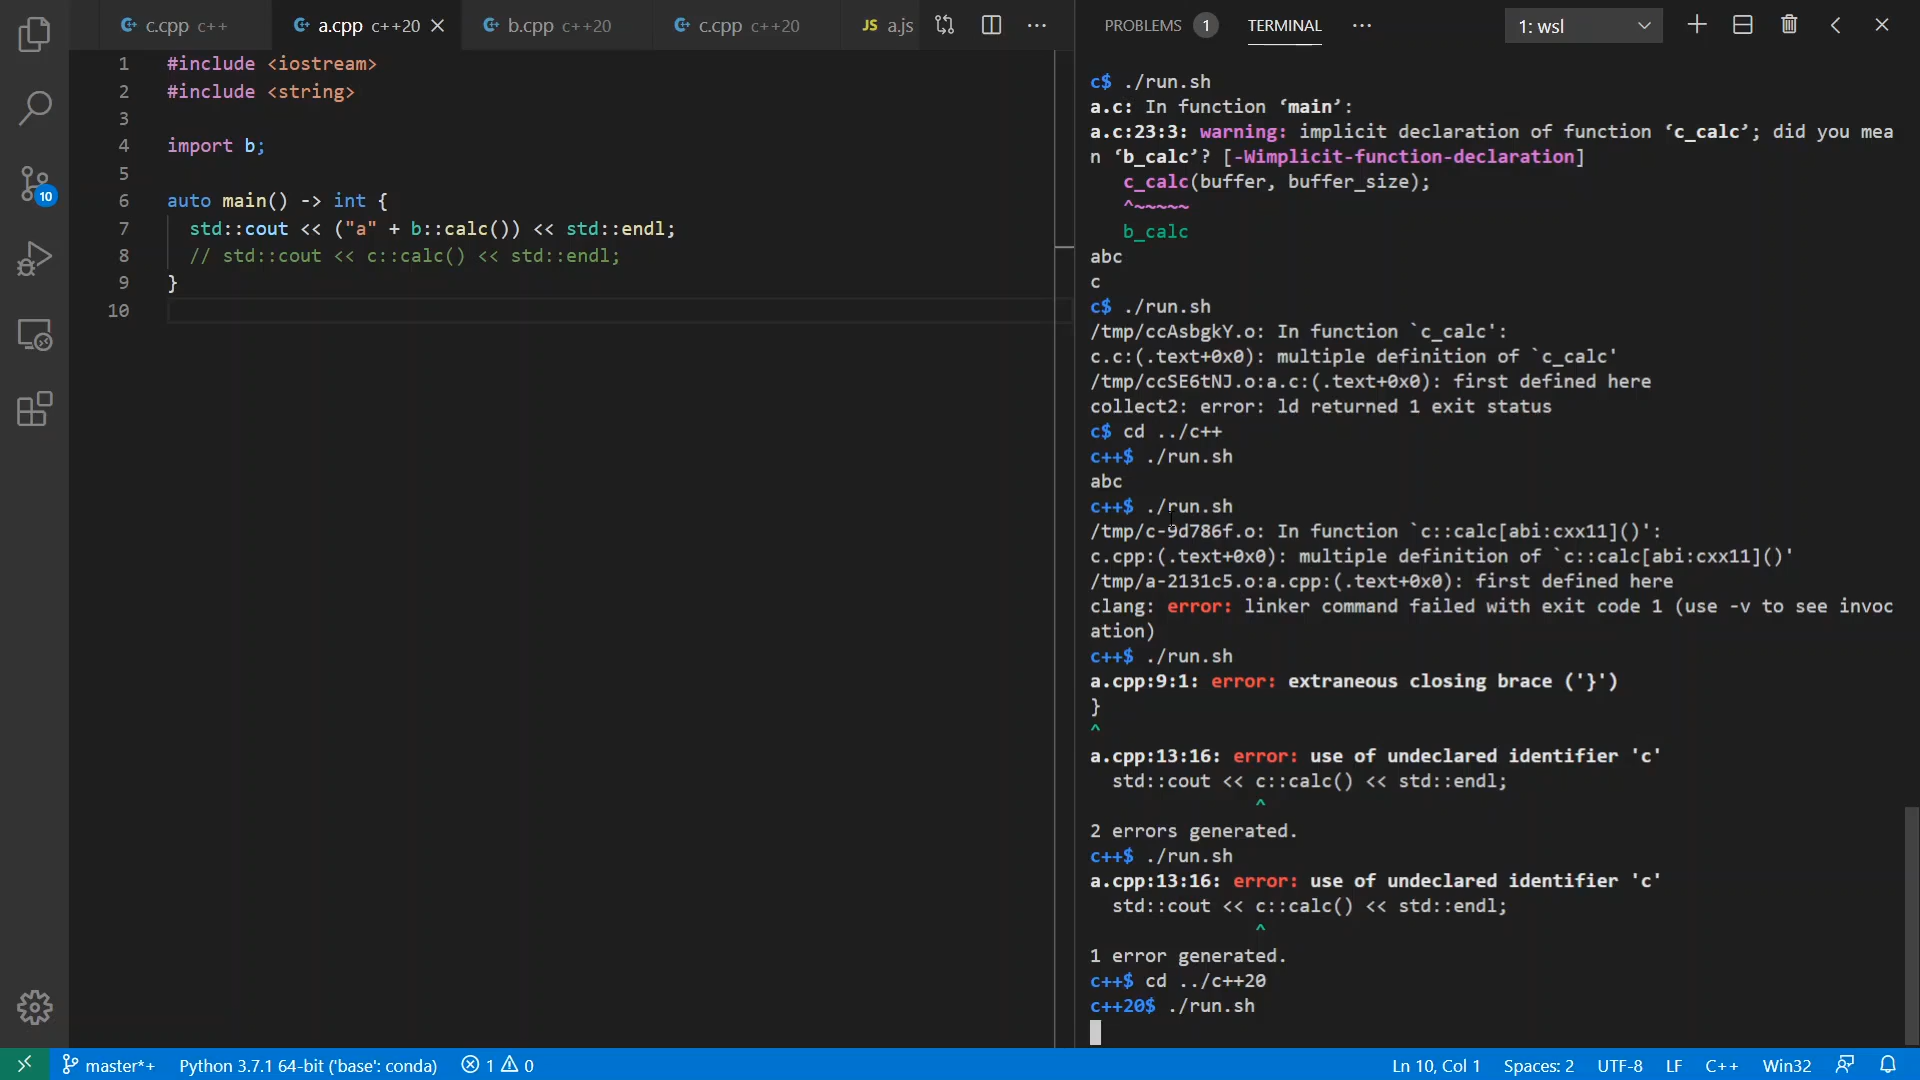 c.cpp c++
a.cpp c++20
b.cpp c++20
c.cpp c++20
JS a.js
1 #include <iostream>
2 #include <string>
3
4 import b;
5
6 auto main() -> int {
7 std::cout << ("a" + b::calc()) << std::endl;
8 // std::cout << c::calc() << std::endl;
9 }
10
PROBLEMS 1 TERMINAL
1: wsl
c$ ./run.sh
a.c: In function ‘main’:
a.c:23:3: warning: implicit declaration of function ‘c_calc’; did you mea
n ‘b_calc’? [-Wimplicit-function-declaration]
c_calc(buffer, buffer_size);
^~~~~~
b_calc
abc
c
c$ ./run.sh
/tmp/ccAsbgkY.o: In function `c_calc':
c.c:(.text+0x0): multiple definition of `c_calc'
/tmp/ccSE6tNJ.o:a.c:(.text+0x0): first defined here
collect2: error: ld returned 1 exit status
c$ cd ../c++
c++$ ./run.sh
abc
c++$ ./run.sh
/tmp/c-9d786f.o: In function `c::calc[abi:cxx11]()':
c.cpp:(.text+0x0): multiple definition of `c::calc[abi:cxx11]()'
/tmp/a-2131c5.o:a.cpp:(.text+0x0): first defined here
clang: error: linker command failed with exit code 1 (use -v to see invoc
ation)
c++$ ./run.sh
a.cpp:9:1: error: extraneous closing brace ('}')
}
^
a.cpp:13:16: error: use of undeclared identifier 'c'
std::cout << c::calc() << std::endl;
^
2 errors generated.
c++$ ./run.sh
a.cpp:13:16: error: use of undeclared identifier 'c'
std::cout << c::calc() << std::endl;
^
1 error generated.
c++$ cd ../c++20
c++20$ ./run.sh
10
master*+ Python 3.7.1 64-bit ('base': conda) 1 0
Ln 10, Col 1 Spaces: 2 UTF-8 LF C++ Win32